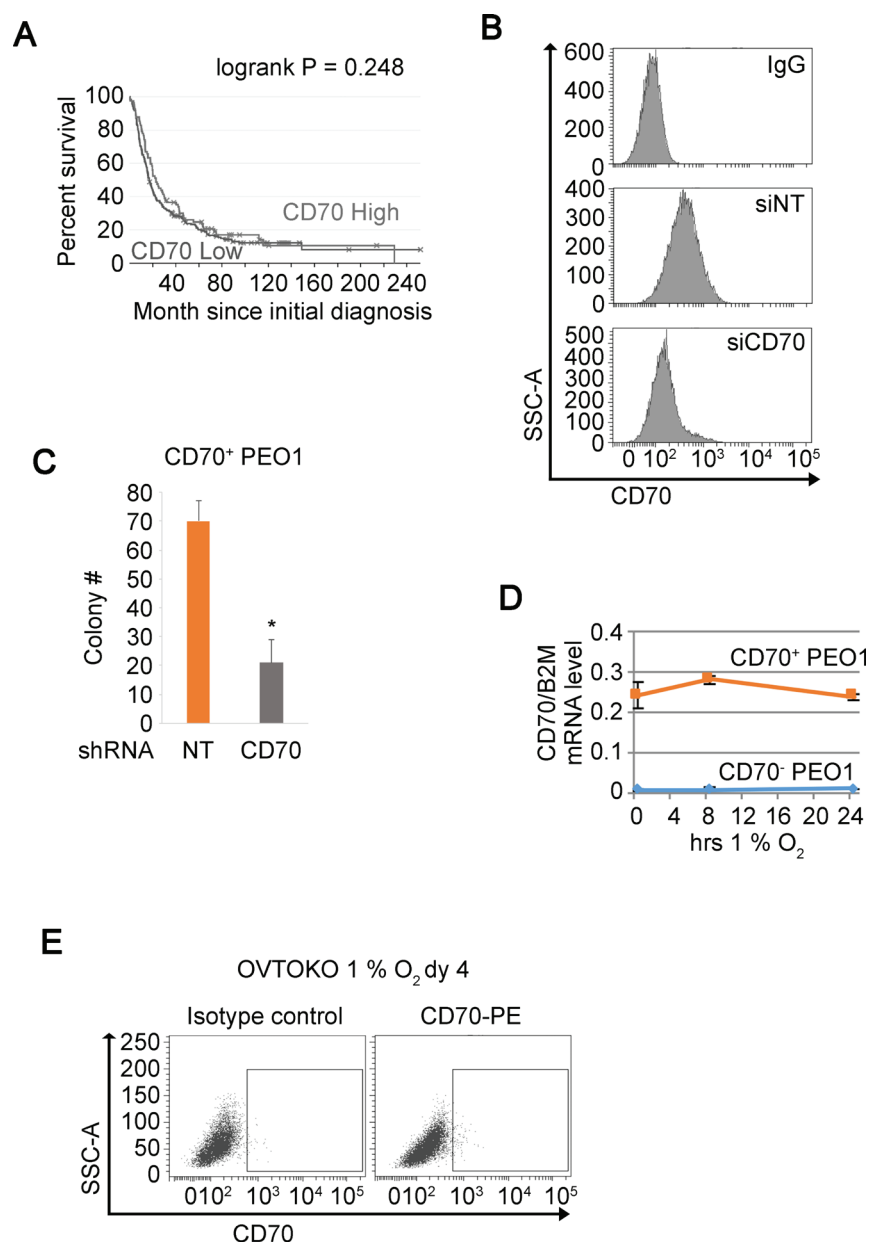 A
logrank P = 0.248
Percent survival
100
80
60
40
20
0
CD70 High
CD70 Low
40 80 120 160 200 240
Month since initial diagnosis
B
SSC-A
600
400
200
0
IgG
400
300
200
100
0
siNT
500
400
300
200
100
0
siCD70
0 10² 10³ 10⁴ 10⁵
CD70
C
CD70⁺ PEO1
Colony #
80
70
60
50
40
30
20
10
0
*
shRNA NT CD70
D
CD70/B2M
mRNA level
0.4
0.3
0.2
0.1
0
CD70⁺ PEO1
CD70⁻ PEO1
0 4 8 12 16 20 24
hrs 1 % O₂
E
OVTOKO 1 % O₂ dy 4
Isotype control CD70-PE
SSC-A
250
200
150
100
50
0
010² 10³ 10⁴ 10⁵ 010² 10³ 10⁴ 10⁵
CD70